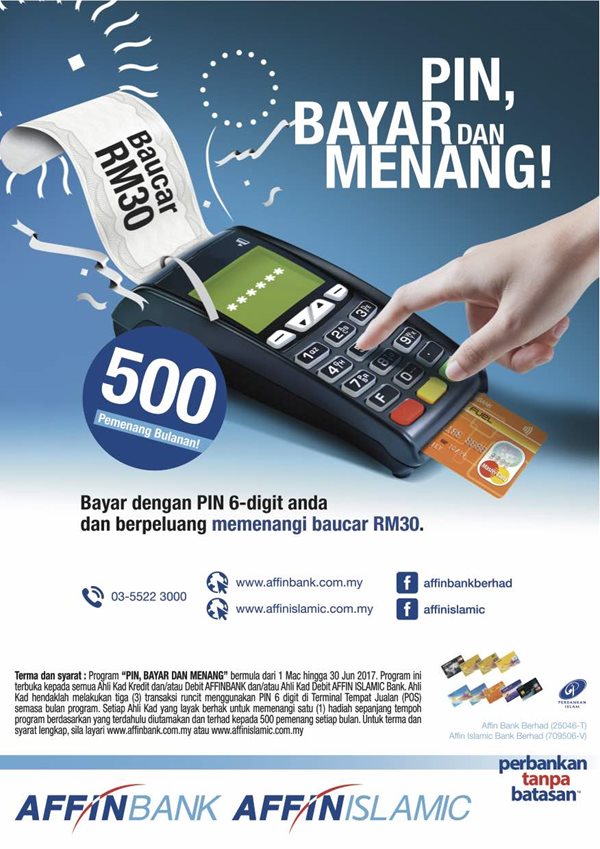 PIN,
BAYAR DAN
MENANG!
Baucar
RM30
******
500
Pemenang Bulanan!
Bayar dengan PIN 6-digit anda
dan berpeluang memenangi baucar RM30.
03-5522 3000
www.affinbank.com.my
www.affinislamic.com.my
affinbankberhad
affinislamic
Terma dan syarat : Program “PIN, BAYAR DAN MENANG” bermula dari 1 Mac hingga 30 Jun 2017. Program ini
terbuka kepada semua Ahli Kad Kredit dan/atau Debit AFFINBANK dan/atau Ahli Kad Debit AFFIN ISLAMIC Bank. Ahli
Kad hendaklah melakukan tiga (3) transaksi runcit menggunakan PIN 6 digit di Terminal Tempat Jualan (POS)
semasa bulan program. Setiap Ahli Kad yang layak berhak untuk memenangi satu (1) hadiah sepanjang tempoh
program berdasarkan yang terdahulu diutamakan dan terhad kepada 500 pemenang setiap bulan. Untuk terma dan
syarat lengkap, sila layari www.affinbank.com.my atau www.affinislamic.com.my
PERBANKAN
ISLAM
Affin Bank Berhad (25046-T)
Affin Islamic Bank Berhad (709506-V)
perbankan
tanpa
batasan™
AFFINBANK AFFINISLAMIC